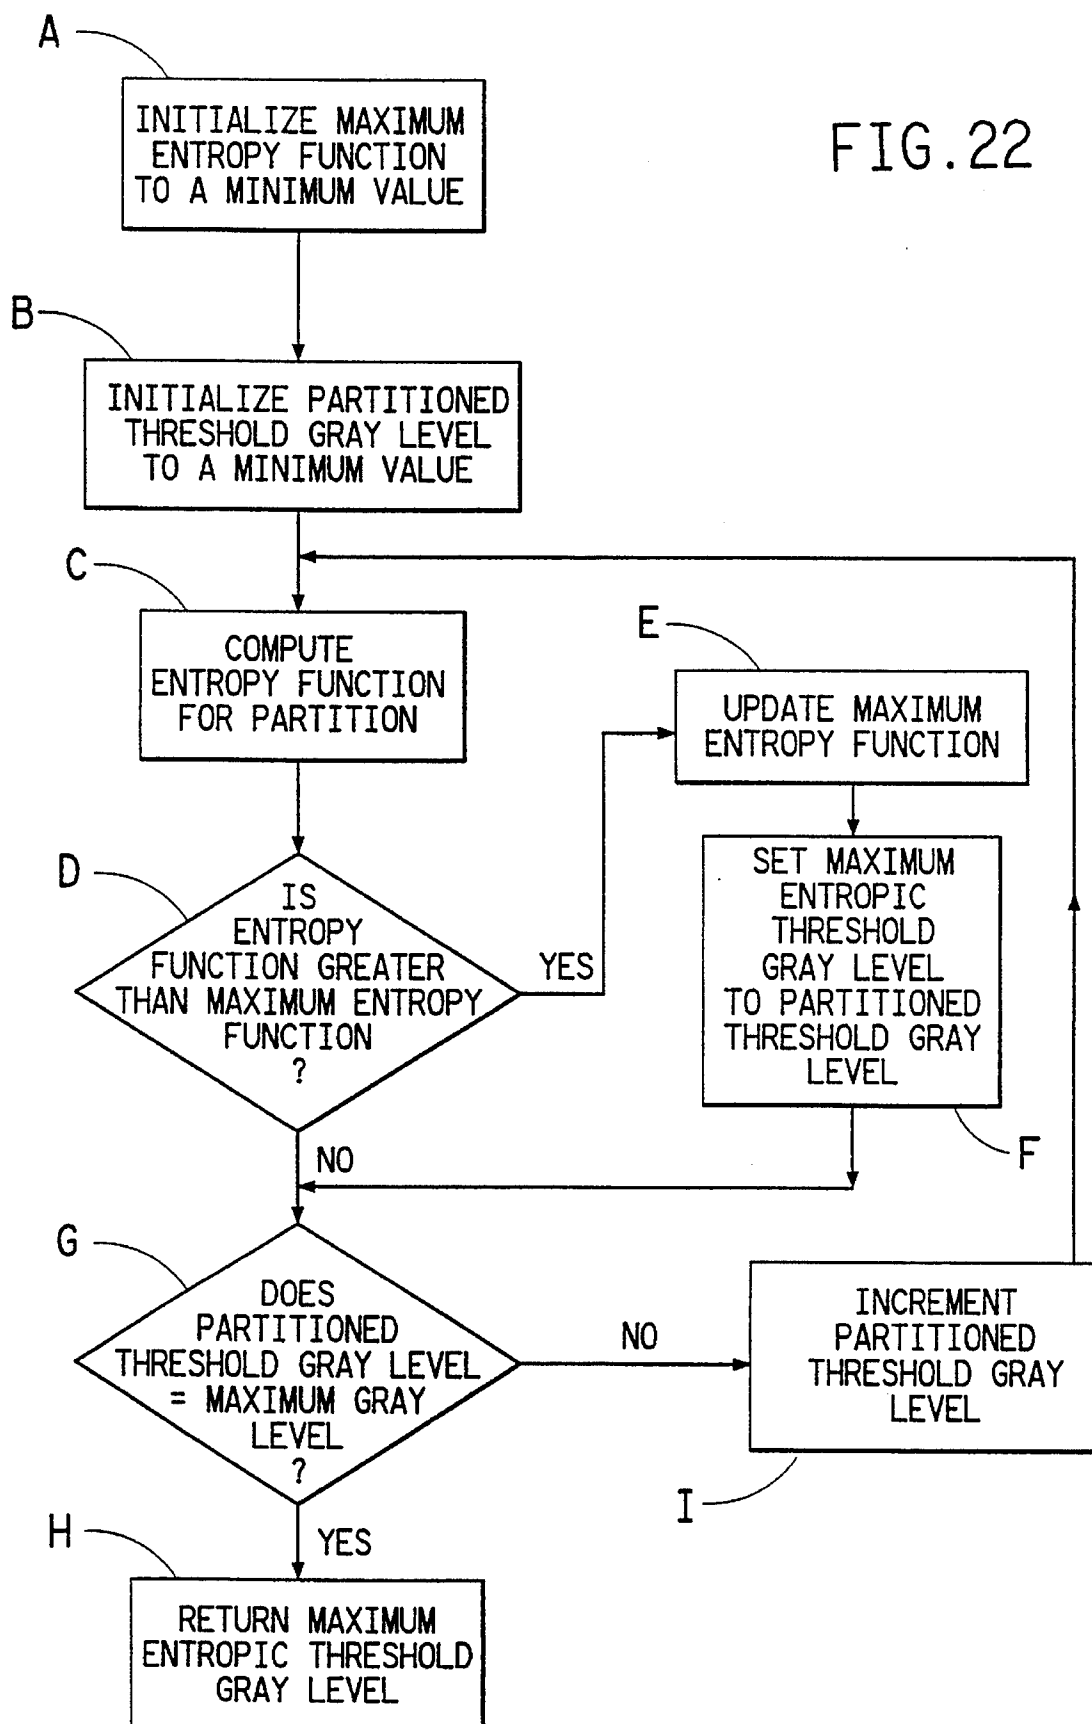 A
INITIALIZE MAXIMUM
ENTROPY FUNCTION
TO A MINIMUM VALUE
FIG.22
B
INITIALIZE PARTITIONED
THRESHOLD GRAY LEVEL
TO A MINIMUM VALUE
C
COMPUTE
ENTROPY FUNCTION
FOR PARTITION
E
UPDATE MAXIMUM
ENTROPY FUNCTION
D
IS
ENTROPY
FUNCTION GREATER
THAN MAXIMUM ENTROPY
FUNCTION
?
YES
SET MAXIMUM
ENTROPIC
THRESHOLD
GRAY LEVEL
TO PARTITIONED
THRESHOLD GRAY
LEVEL
F
NO
G
DOES
PARTITIONED
THRESHOLD GRAY LEVEL
= MAXIMUM GRAY
LEVEL
?
NO
INCREMENT
PARTITIONED
THRESHOLD GRAY
LEVEL
I
YES
H
RETURN MAXIMUM
ENTROPIC THRESHOLD
GRAY LEVEL